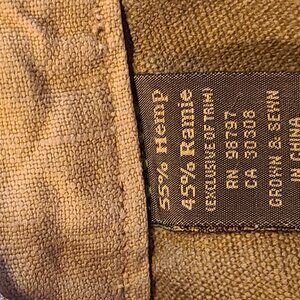 55% Hemp
45% Ramie
(EXCLUSIVE OF TRIM)
RN 98797
CA 30308
GROWN & SEWN
IN CHINA